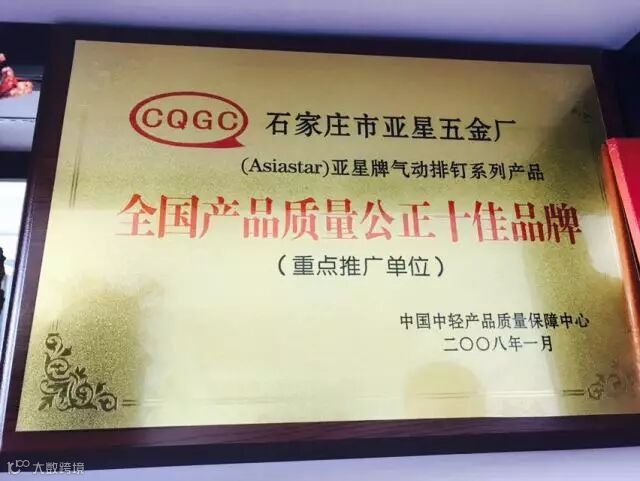 CQGC 石家庄市亚星五金厂
(Asiastar)亚星牌气动排钉系列产品
全国产品质量公正十佳品牌
(重点推广单位)
中国中轻产品质量保障中心
二〇〇八年一月
大数跨境